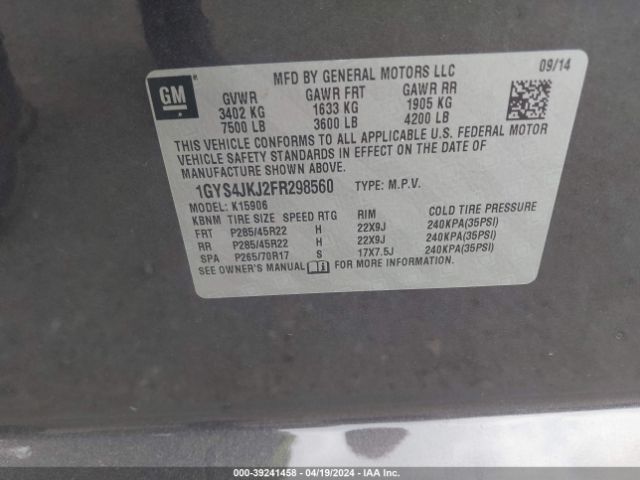 GM
MFD BY GENERAL MOTORS LLC
09/14
GVWR GAWR FRT GAWR RR
3402 KG 1633 KG 1905 KG
7500 LB 3600 LB 4200 LB
THIS VEHICLE CONFORMS TO ALL APPLICABLE U.S. FEDERAL MOTOR
VEHICLE SAFETY STANDARDS IN EFFECT ON THE DATE OF
MANUFACTURE SHOWN ABOVE.
1GYS4JKJ2FR298560 TYPE: M.P.V.
MODEL: K15906
KBNM TIRE SIZE SPEED RTG RIM COLD TIRE PRESSURE
FRT P285/45R22 H 22X9J 240KPA(35PSI)
RR P285/45R22 H 22X9J 240KPA(35PSI)
SPA P265/70R17 S 17X7.5J 240KPA(35PSI)
SEE OWNER'S MANUAL FOR MORE INFORMATION.
© 000-39241458 - 04/19/2024 - IAA Inc.